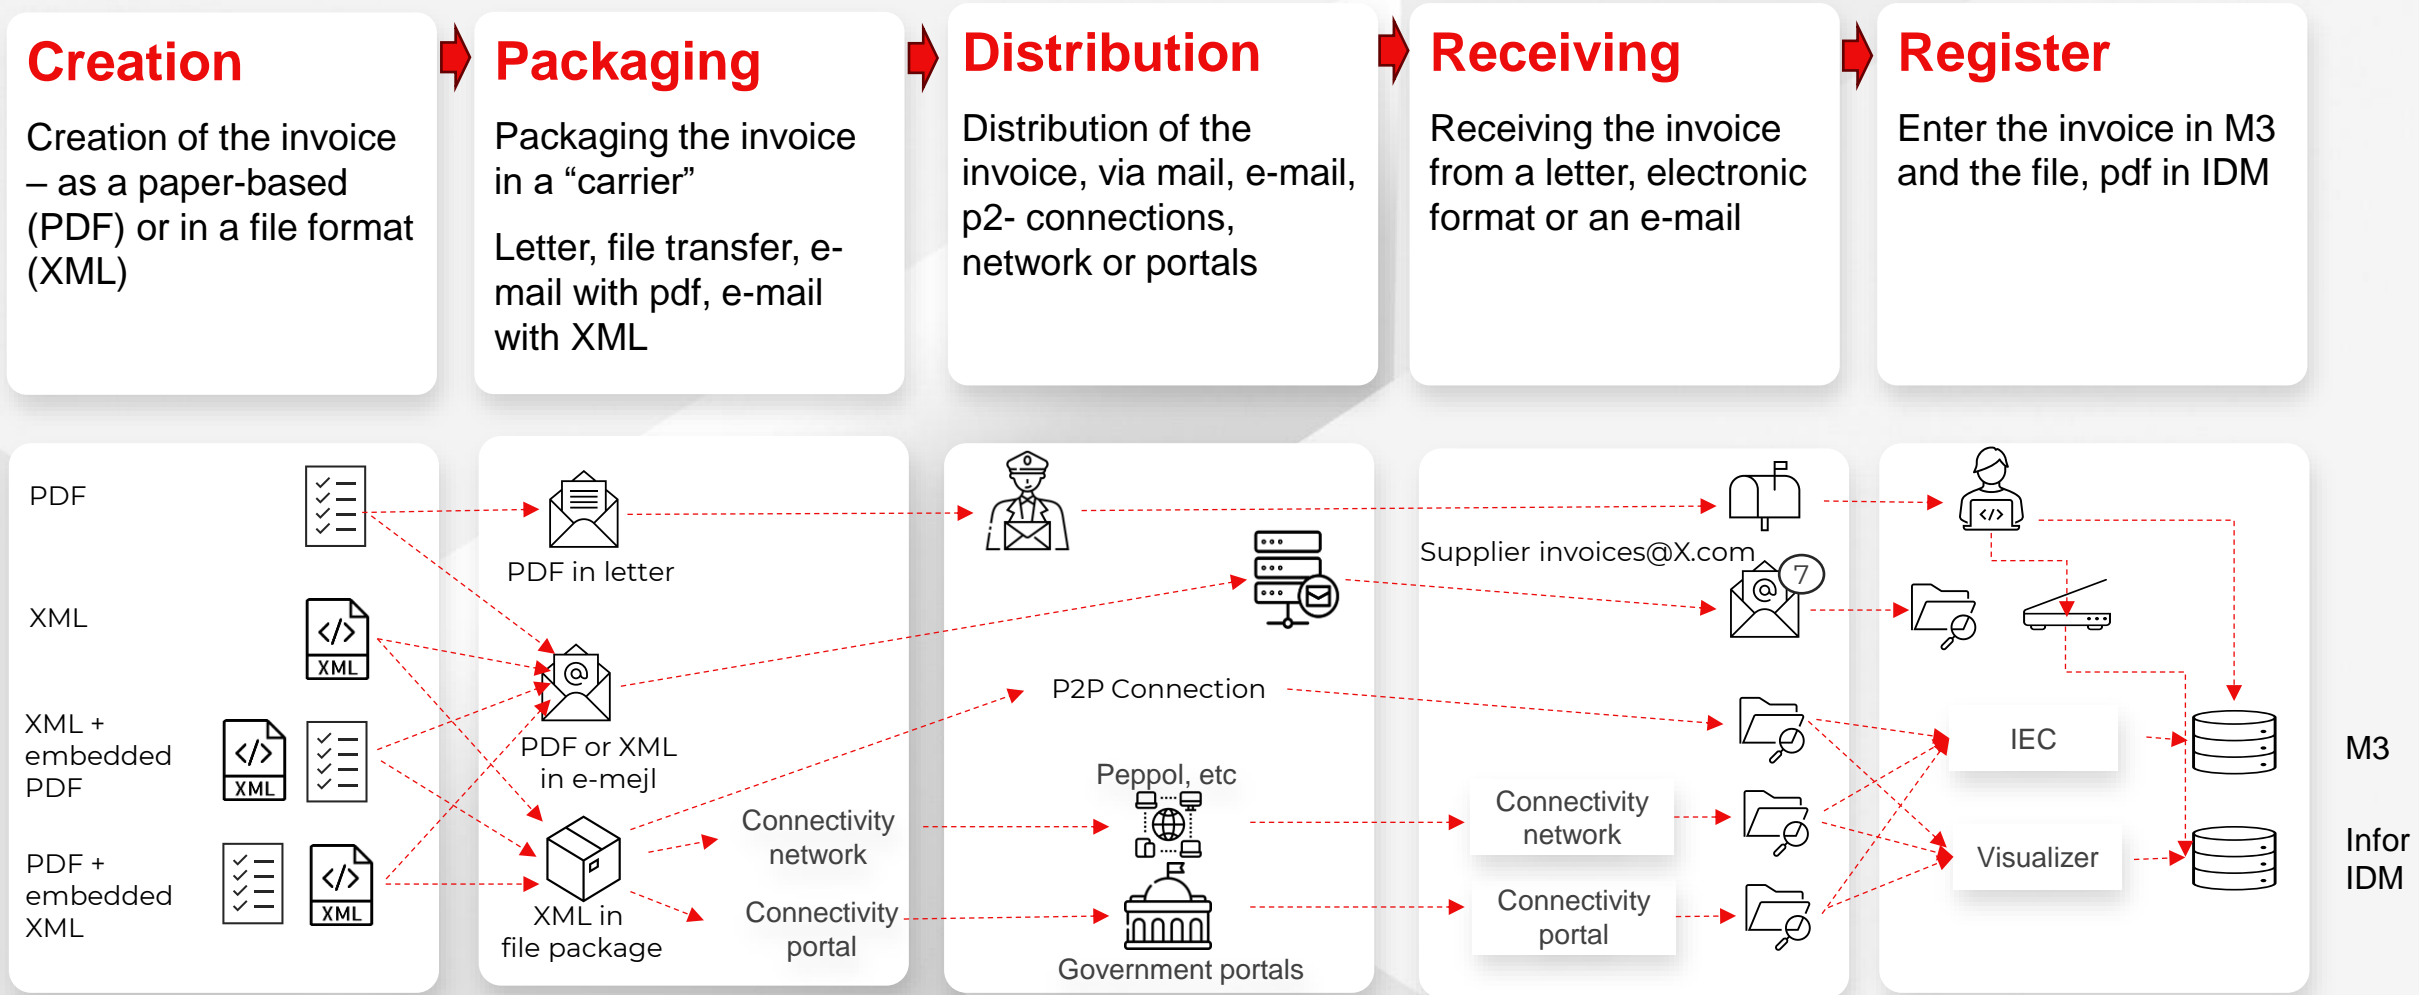 Creation
Creation of the invoice
– as a paper-based
(PDF) or in a file format
(XML)
Packaging
Packaging the invoice
in a “carrier”
Letter, file transfer, e-
mail with pdf, e-mail
with XML
Distribution
Distribution of the
invoice, via mail, e-mail,
p2- connections,
network or portals
Receiving
Receiving the invoice
from a letter, electronic
format or an e-mail
Register
Enter the invoice in M3
and the file, pdf in IDM
PDF
XML
XML
XML +
embedded
PDF
XML
PDF +
embedded
XML
XML
PDF in letter
@
PDF or XML
in e-mejl
XML in
file package
Connectivity
network
Connectivity
portal
P2P Connection
Peppol, etc
Government portals
Supplier invoices@X.com
@
7
Connectivity
network
Connectivity
portal
</>
IEC
Visualizer
M3
Infor
IDM